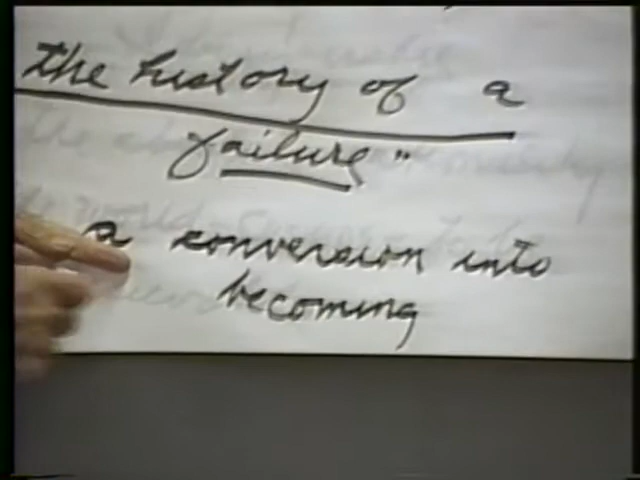 the history of a
failure"
a conversion into
becoming